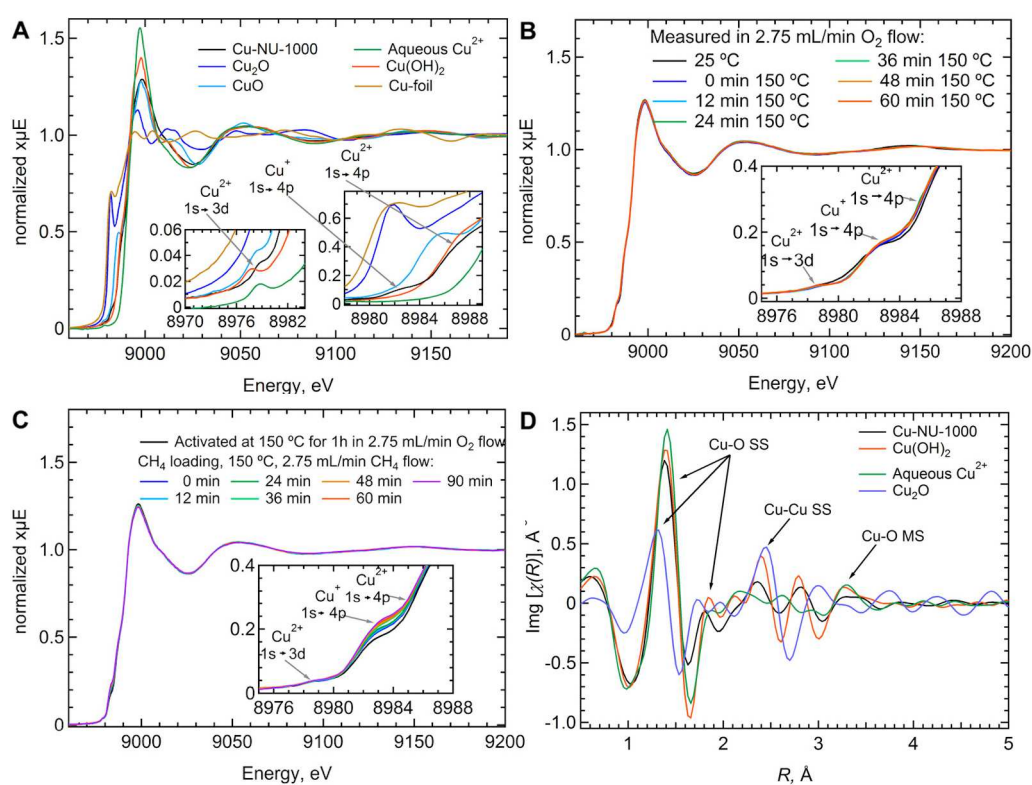 A
Cu-NU-1000
Cu₂O
CuO
Aqueous Cu²⁺
Cu(OH)₂
Cu-foil
normalized xμE
1.5
1.0
0.5
0
Cu²⁺
1s→3d
Cu⁺
1s→4p
Cu²⁺
1s→4p
0.06
0.04
0.02
0
8970 8976 8982
0.6
0.4
0.2
0
8980 8984 8989
9000 9050 9100 9150
Energy, eV
B
Measured in 2.75 mL/min O₂ flow:
25 ºC
0 min 150 ºC
12 min 150 ºC
24 min 150 ºC
36 min 150 ºC
48 min 150 ºC
60 min 150 ºC
normalized xμE
1.5
1.0
0.5
0
0.4
0.2
0
Cu²⁺
1s→4p
Cu⁺
1s→4p
Cu²⁺
1s→3d
8976 8980 8984 8988
9000 9050 9100 9150 9200
Energy, eV
C
Activated at 150 ºC for 1h in 2.75 mL/min O₂ flow
CH₄ loading, 150 ºC, 2.75 mL/min CH₄ flow:
0 min 24 min 48 min 90 min
12 min 36 min 60 min
normalized xμE
1.5
1.0
0.5
0
0.4
0.2
0
Cu²⁺
1s→4p
Cu⁺
1s→4p
Cu²⁺
1s→3d
8976 8980 8984 8988
9000 9050 9100 9150 9200
Energy, eV
D
Cu-NU-1000
Cu(OH)₂
Aqueous Cu²⁺
Cu₂O
Cu-O SS
Cu-Cu SS
Cu-O MS
Img [χ(R)], Å
1.5
1.0
0.5
0
-0.5
-1.0
1 2 3 4 5
R, Å